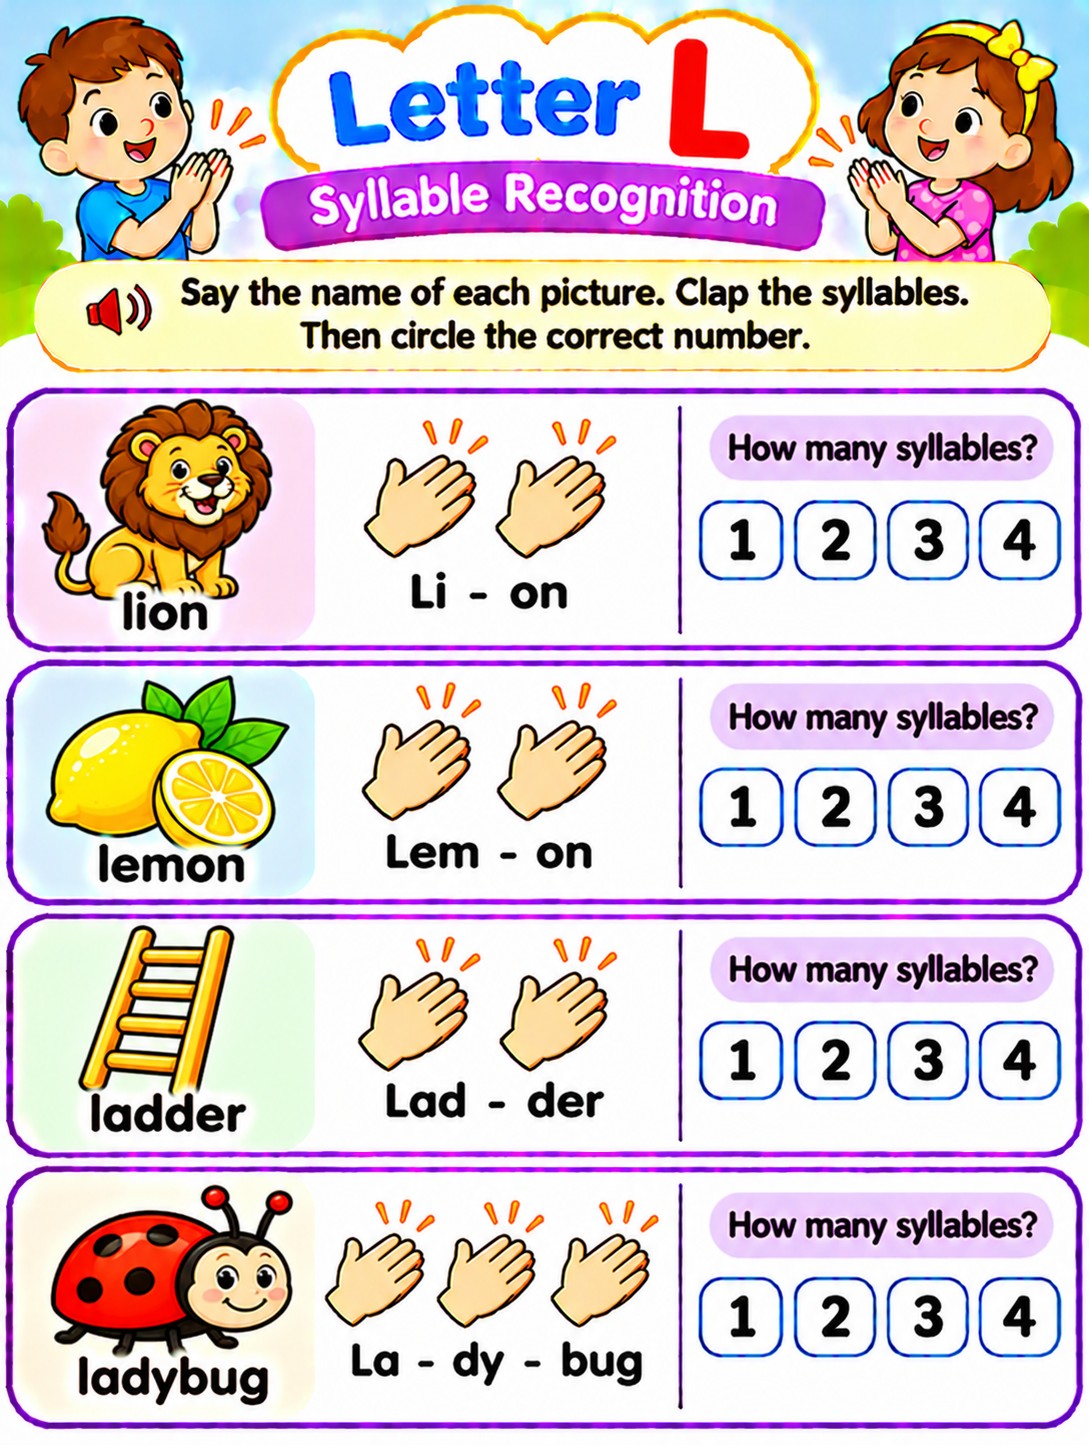 Letter L
Syllable Recognition
Say the name of each picture. Clap the syllables.
Then circle the correct number.
lion
Li - on
How many syllables?
1 2 3 4
lemon
Lem - on
How many syllables?
1 2 3 4
ladder
Lad - der
How many syllables?
1 2 3 4
ladybug
La - dy - bug
How many syllables?
1 2 3 4